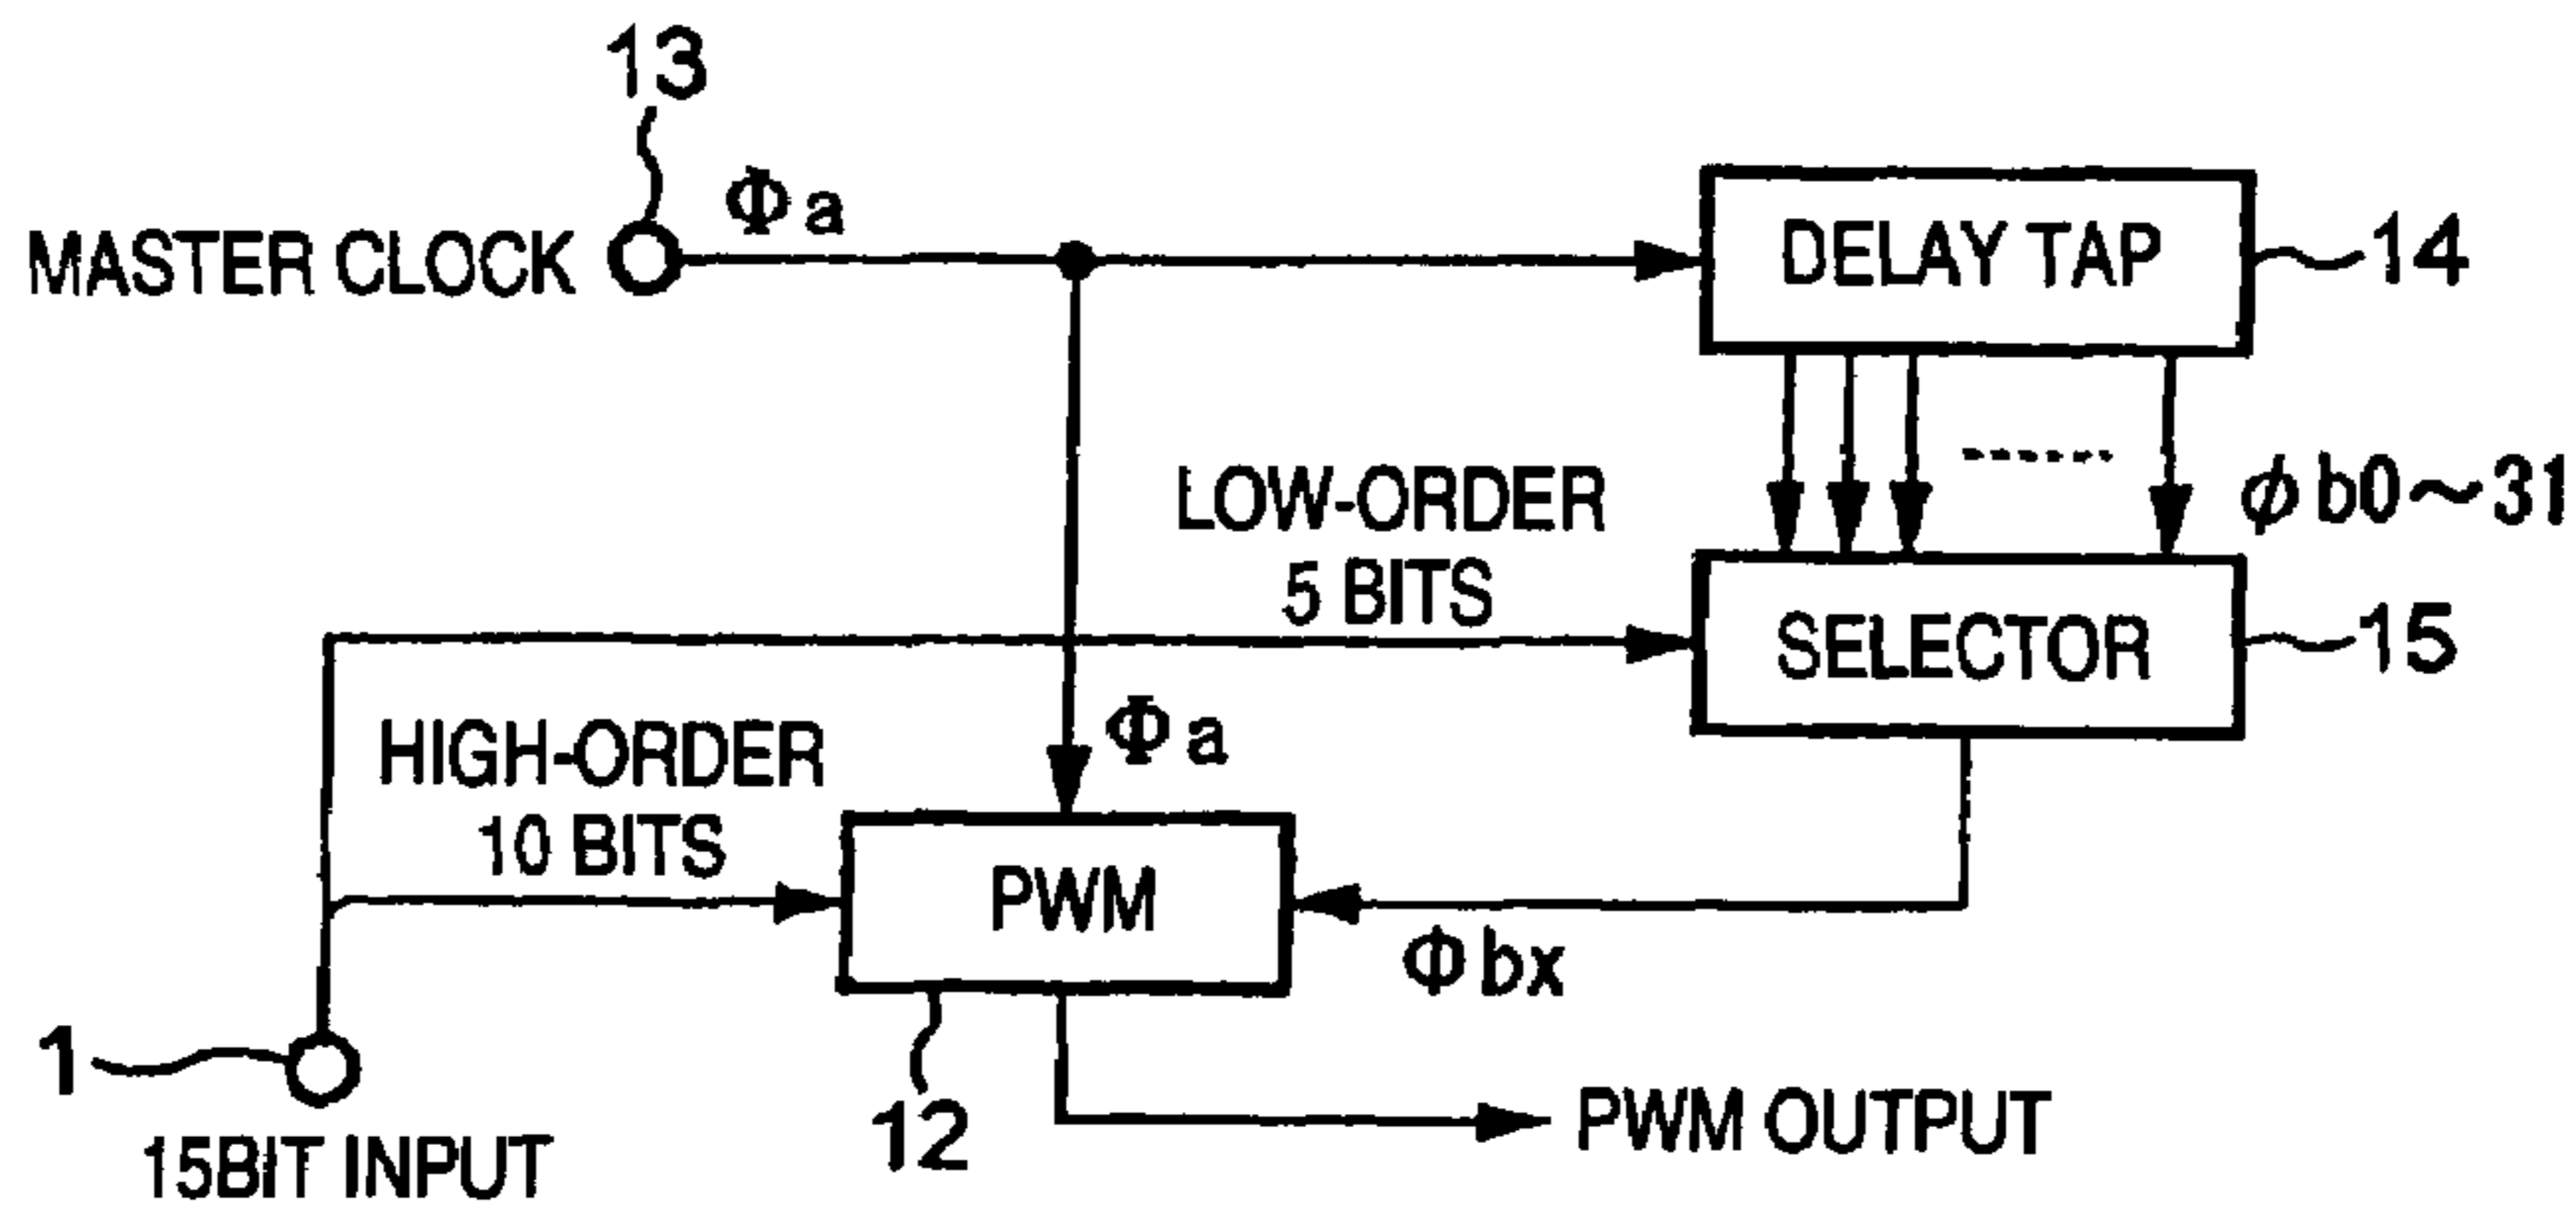 13
Φa
MASTER CLOCK
DELAY TAP
14
LOW-ORDER
5 BITS
ϕb0～31
SELECTOR
15
HIGH-ORDER
10 BITS
Φa
PWM
Φbx
1
12
15BIT INPUT
PWM OUTPUT